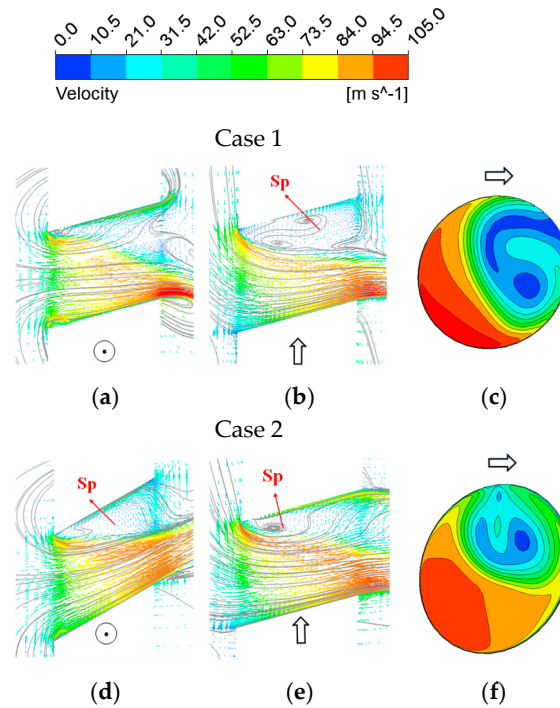 0.0 10.5 21.0 31.5 42.0 52.5 63.0 73.5 84.0 94.5 105.0
Velocity [m s^-1]
Case 1
Sp
(a) (b) (c)
Case 2
Sp Sp
(d) (e) (f)